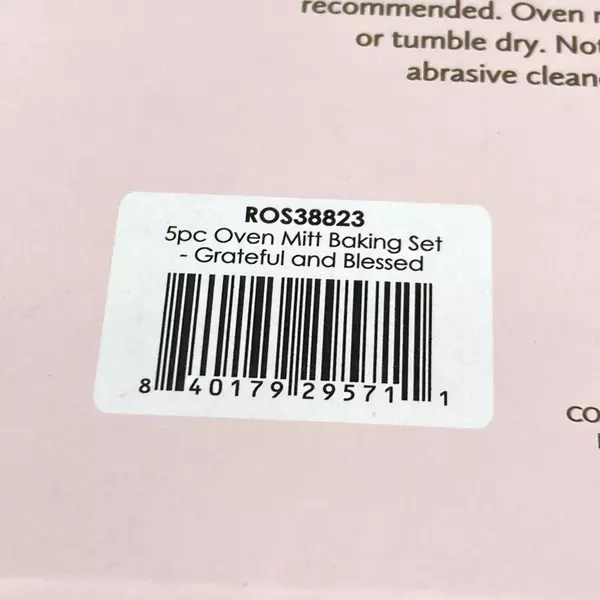 recommended. Oven
or tumble dry. Not
abrasive clean
ROS38823
5pc Oven Mitt Baking Set
- Grateful and Blessed
8 40179 29571 1
CO